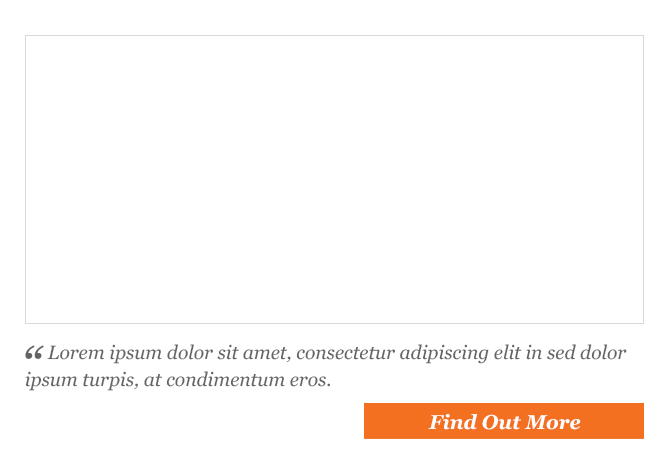 “ Lorem ipsum dolor sit amet, consectetur adipiscing elit in sed dolor
ipsum turpis, at condimentum eros.
Find Out More